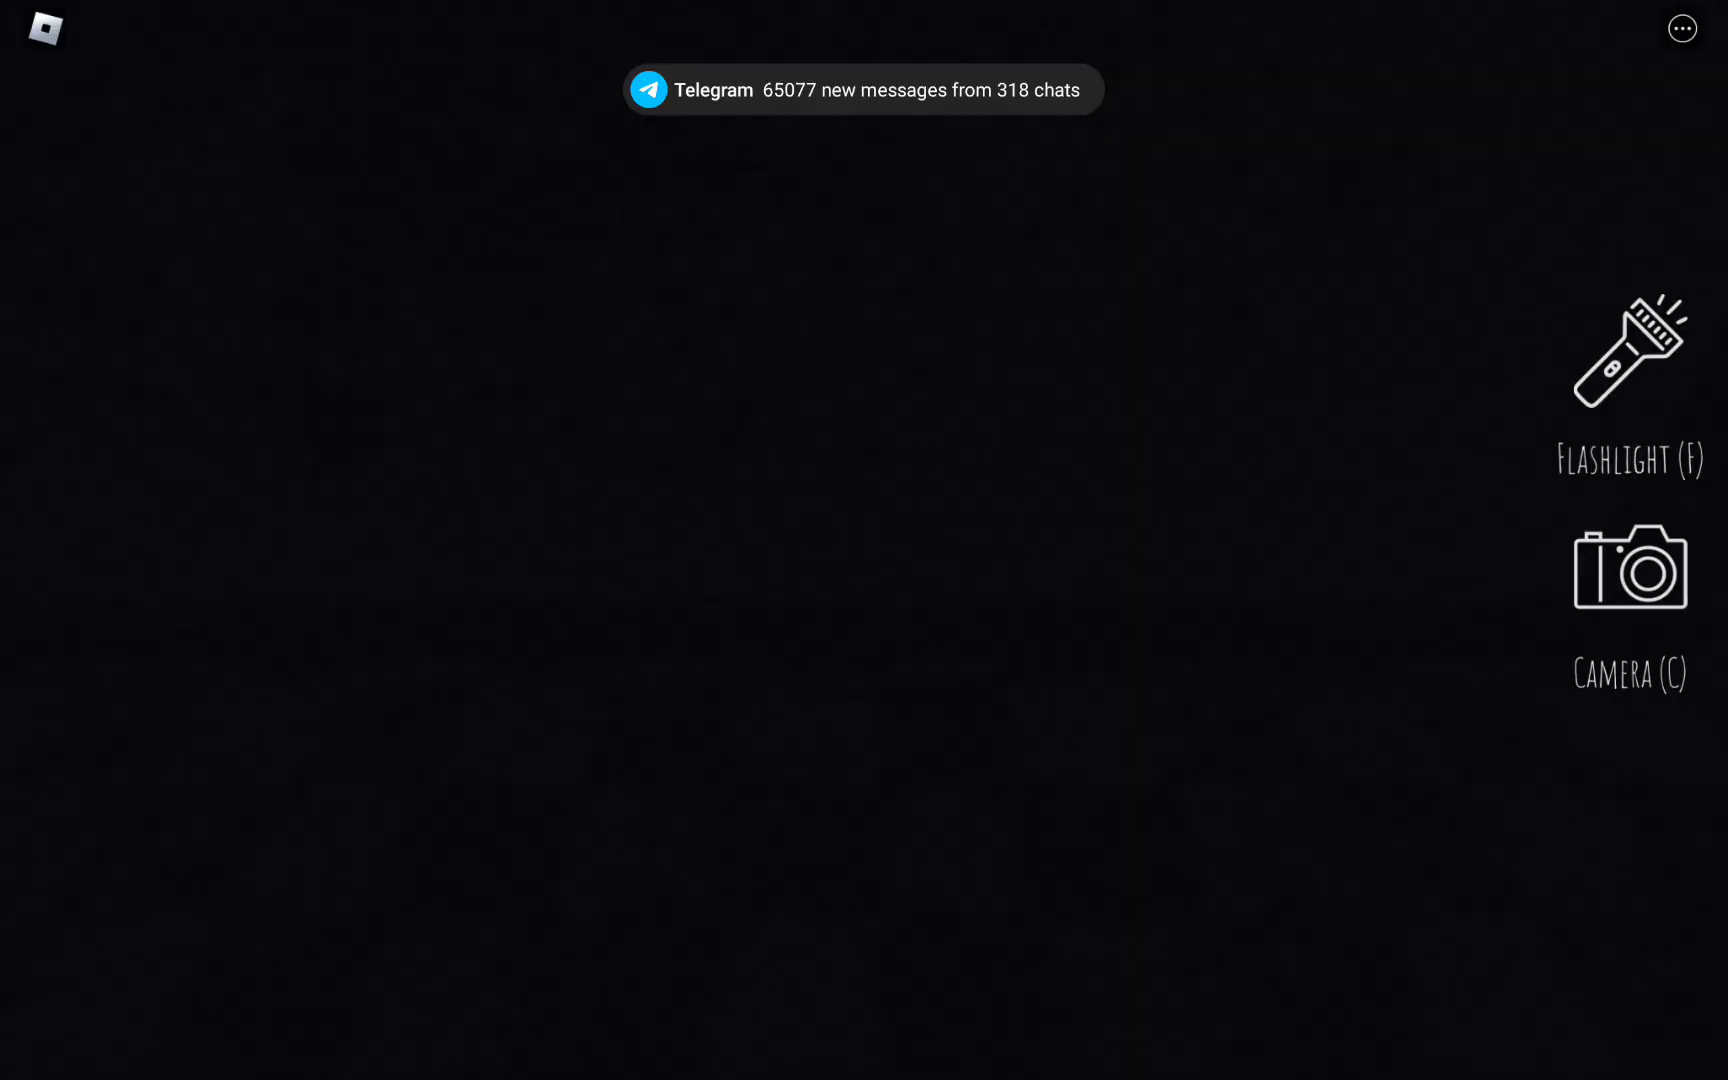 Telegram 65077 new messages from 318 chats
FLASHLIGHT (F)
CAMERA (C)